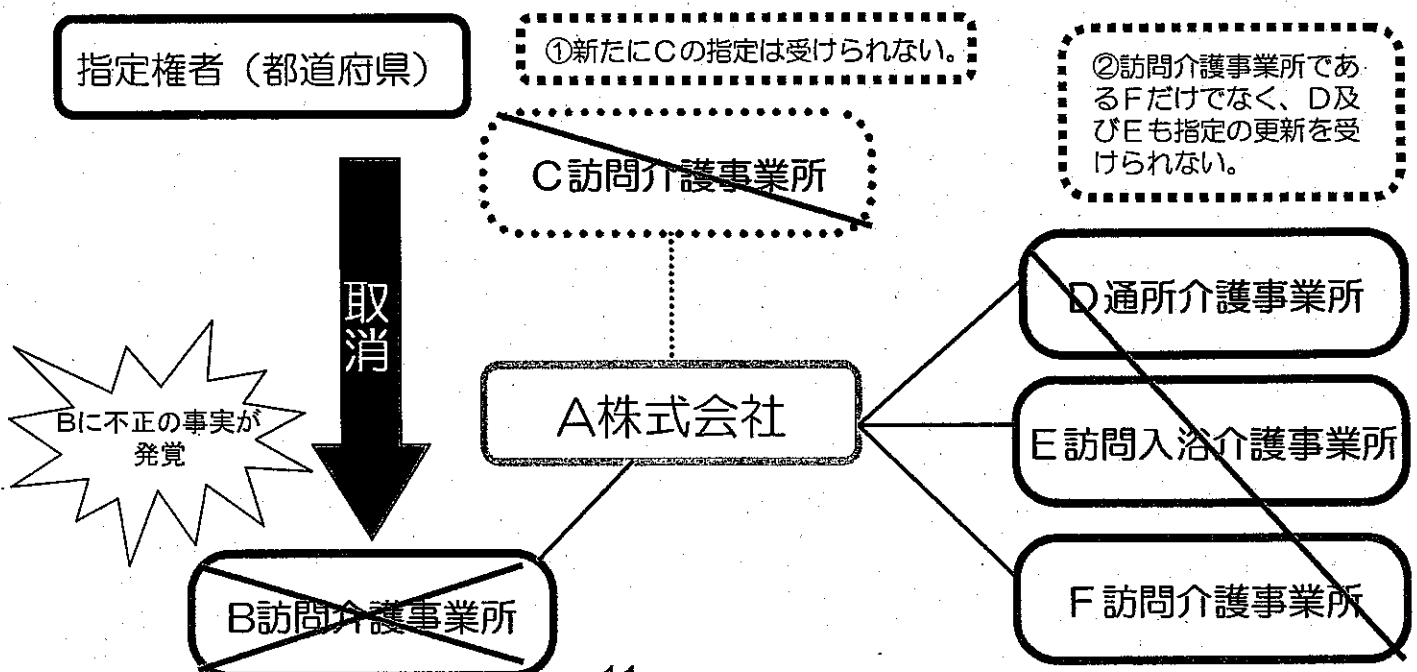 指定権者（都道府県）
①新たにCの指定は受けられない。
②訪問介護事業所であ
るFだけでなく、D及
びEも指定の更新を受
けられない。
C訪問介護事業所
取消
Bに不正の事実が
発覚
A株式会社
D通所介護事業所
E訪問入浴介護事業所
F訪問介護事業所
B訪問介護事業所